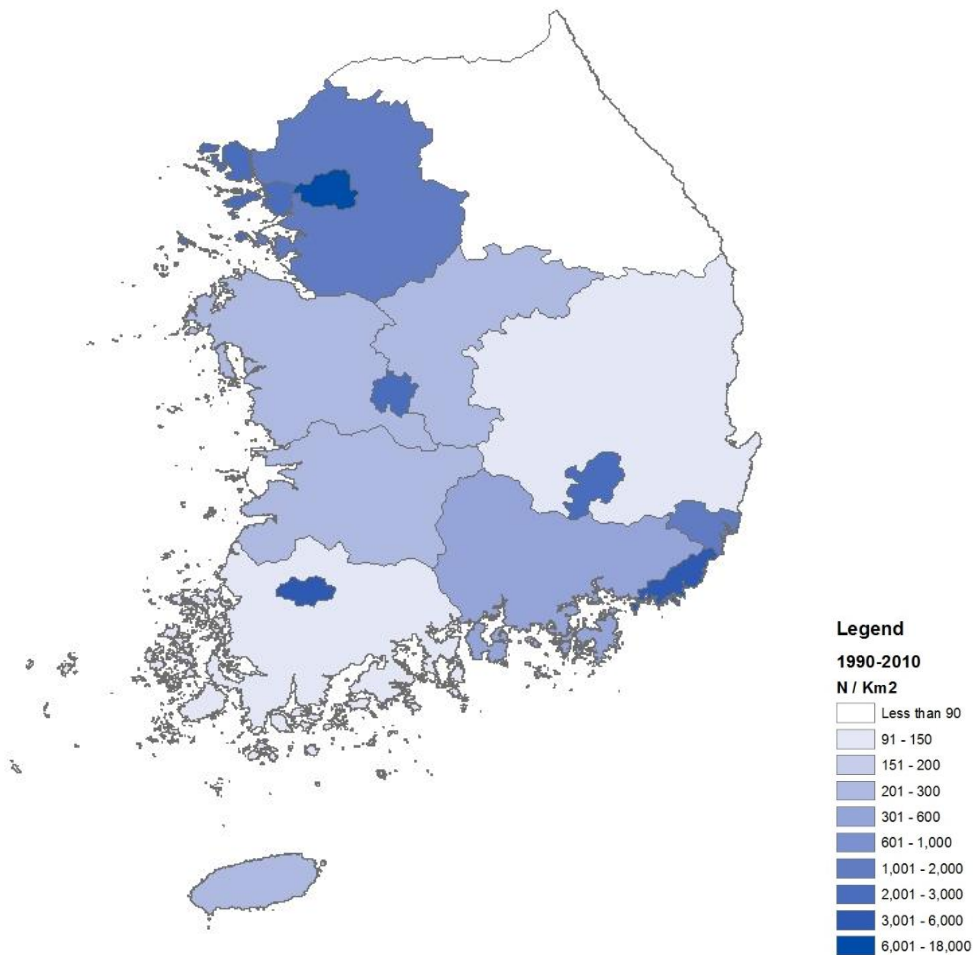 Legend
1990-2010
N / Km2
Less than 90
91 - 150
151 - 200
201 - 300
301 - 600
601 - 1,000
1,001 - 2,000
2,001 - 3,000
3,001 - 6,000
6,001 - 18,000